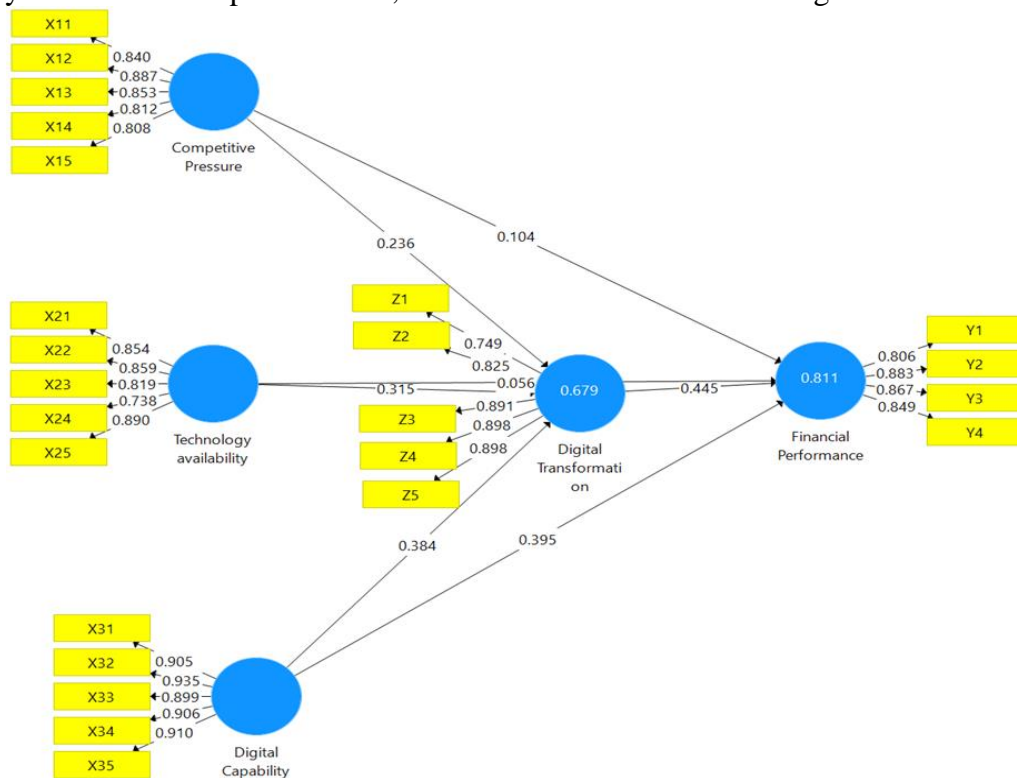 X11
X12
X13
X14
X15
0.840
0.887
0.853
0.812
0.808
Competitive
Pressure
0.236
0.104
X21
X22
X23
X24
X25
0.854
0.859
0.819
0.738
0.890
Technology
availability
0.315
0.056
Z1
Z2
0.749
0.825
Z3
Z4
Z5
0.891
0.898
0.898
0.679
Digital
Transformati
on
0.445
0.811
Financial
Performance
0.806
0.883
0.867
0.849
Y1
Y2
Y3
Y4
0.384
0.395
X31
X32
X33
X34
X35
0.905
0.935
0.899
0.906
0.910
Digital
Capability